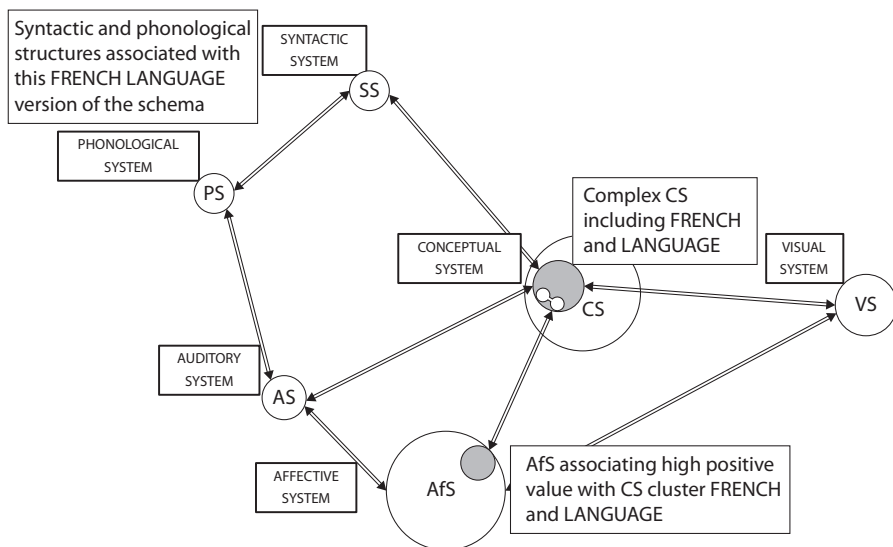 Syntactic and phonological
structures associated with
this FRENCH LANGUAGE
version of the schema
SYNTACTIC
SYSTEM
SS
PHONOLOGICAL
SYSTEM
PS
Complex CS
including FRENCH
and LANGUAGE
CONCEPTUAL
SYSTEM
CS
VISUAL
SYSTEM
VS
AUDITORY
SYSTEM
AS
AFFECTIVE
SYSTEM
AfS
AfS associating high positive
value with CS cluster FRENCH
and LANGUAGE